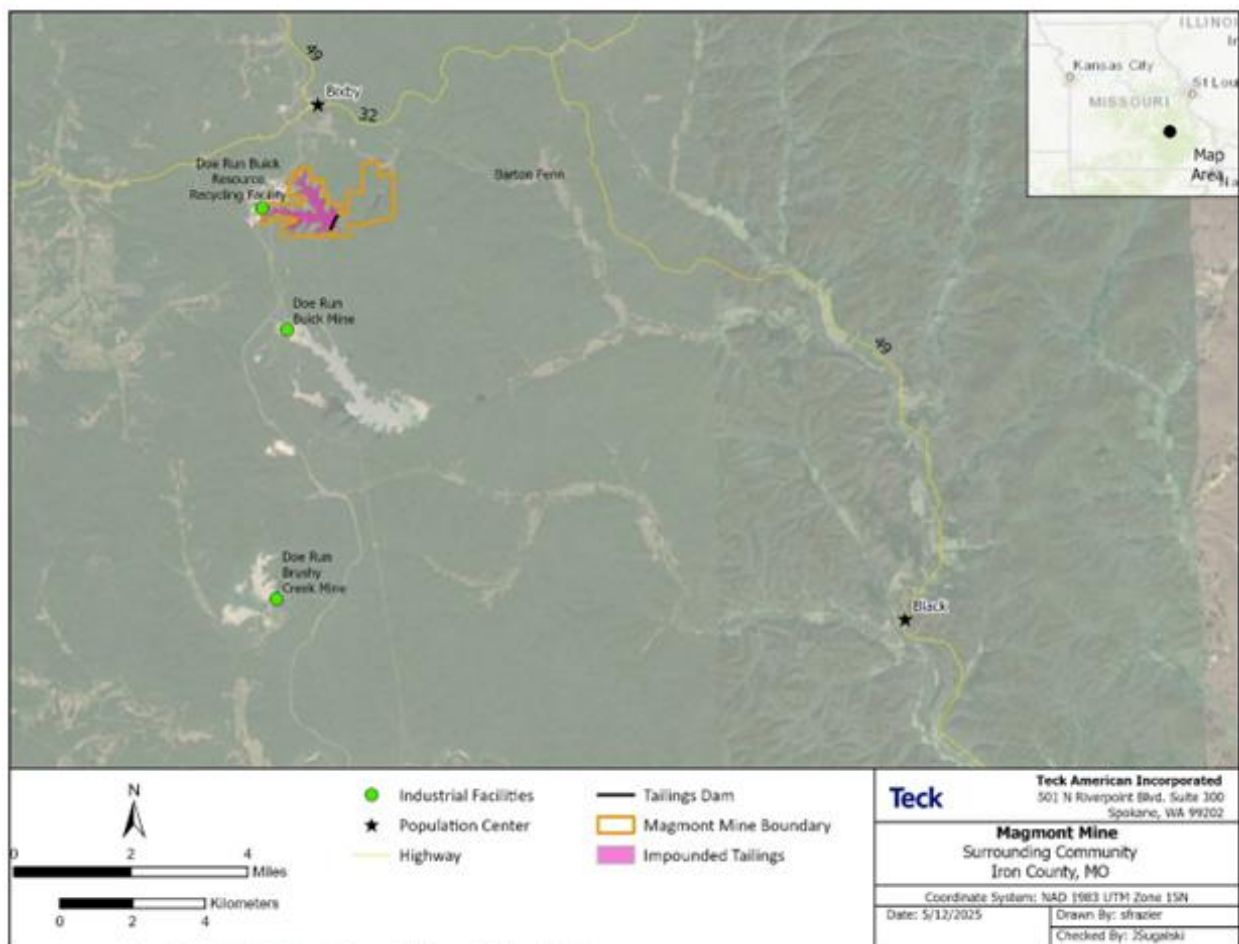 49
Bixby
32
Doe Run Buick
Resource
Recycling Facility
Barton Fenn
Doe Run
Buick Mine
49
Doe Run
Brushy
Creek Mine
Black
ILLINO
Kansas City
St Lou
MISSOURI
Map
Area
Na
N
0 2 4
Miles
Kilometers
0 2 4
Industrial Facilities
Population Center
Highway
Tailings Dam
Magmont Mine Boundary
Impounded Tailings
Teck
Teck American Incorporated
501 N Riverpoint Blvd. Suite 300
Spokane, WA 99202
Magmont Mine
Surrounding Community
Iron County, MO
Coordinate System: NAD 1983 UTM Zone 15N
Date: 5/12/2025
Drawn By: sfrazier
Checked By: JSugalski